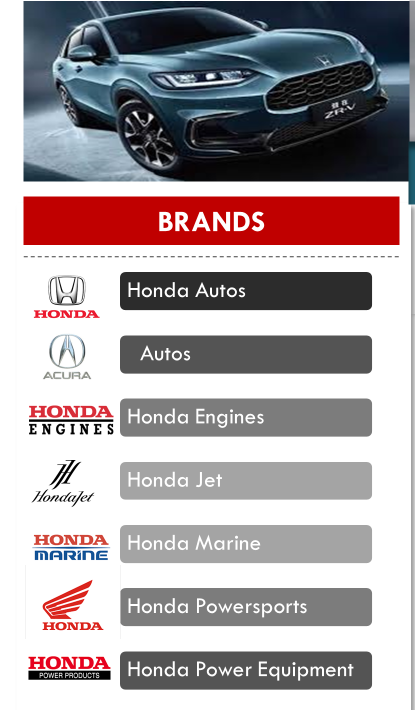 ZR-V
BRANDS
HONDA
Honda Autos
ACURA
Autos
HONDA
ENGINES
Honda Engines
HondaJet
Honda Jet
HONDA
MARINE
Honda Marine
HONDA
Honda Powersports
HONDA
POWER PRODUCTS
Honda Power Equipment